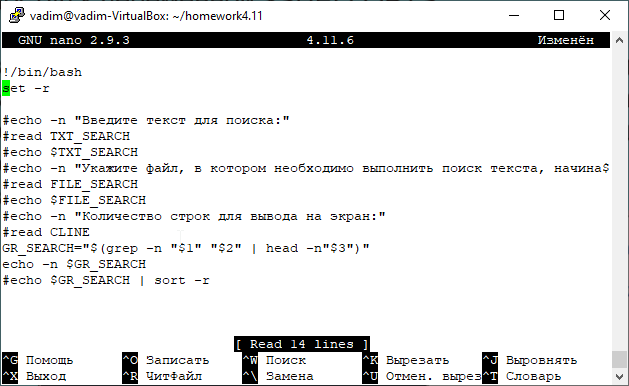 vadim@vadim-VirtualBox: ~/homework4.11
GNU nano 2.9.3 4.11.6 Изменён
!/bin/bash
set -r
#echo -n "Введите текст для поиска:"
#read TXT_SEARCH
#echo $TXT_SEARCH
#echo -n "Укажите файл, в котором необходимо выполнить поиск текста, начина$
#read FILE_SEARCH
#echo $FILE_SEARCH
#echo -n "Количество строк для вывода на экран:"
#read CLINE
GR_SEARCH="$(grep -n "$1" "$2" | head -n"$3")"
echo -n $GR_SEARCH
#echo $GR_SEARCH | sort -r
[ Read 14 lines ]
^G Помощь ^O Записать ^W Поиск ^K Вырезать ^J Выровнять
^X Выход ^R ЧитФайл ^\ Замена ^U Отмен. вырез^T Словарь